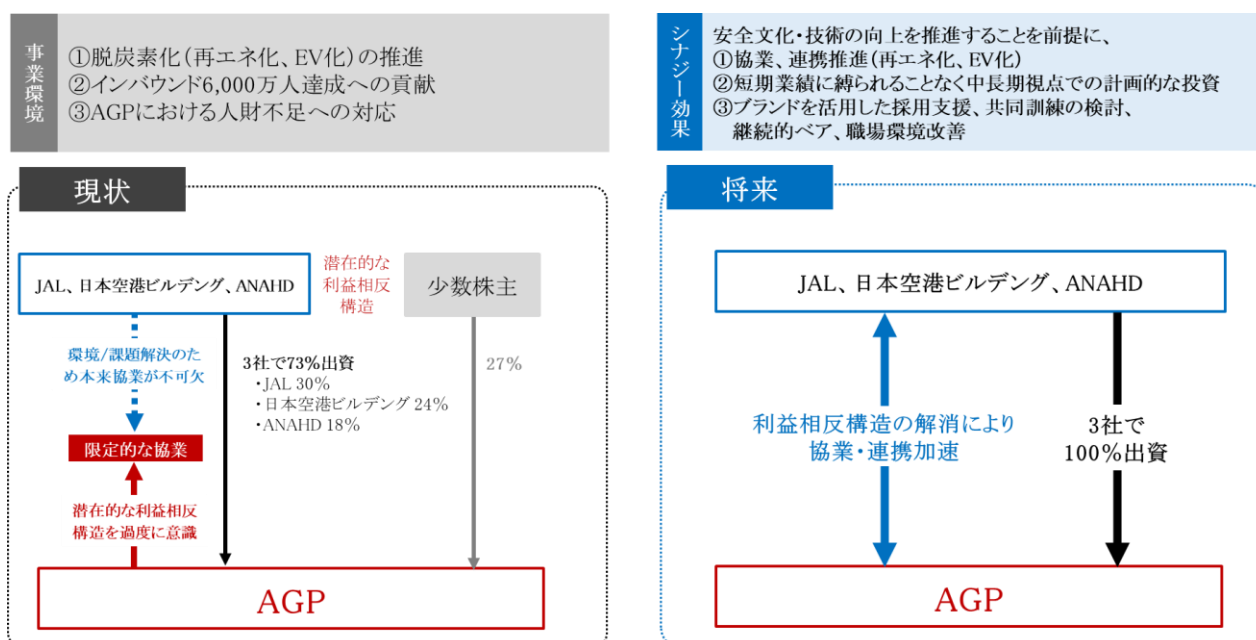 事業環境
①脱炭素化(再エネ化、EV化)の推進
②インバウンド6,000万人達成への貢献
③AGPにおける人財不足への対応
シナジー効果
安全文化・技術の向上を推進することを前提に、
①協業、連携推進(再エネ化、EV化)
②短期業績に縛られることなく中長期視点での計画的な投資
③ブランドを活用した採用支援、共同訓練の検討、
継続的ベア、職場環境改善
現状
JAL、日本空港ビルデング、ANAHD
潜在的な
利益相反
構造
少数株主
環境/課題解決のた
め本来協業が不可欠
3社で73%出資
・JAL 30%
・日本空港ビルデング 24%
・ANAHD 18%
27%
限定的な協業
潜在的な利益相反
構造を過度に意識
AGP
将来
JAL、日本空港ビルデング、ANAHD
利益相反構造の解消により
協業・連携加速
3社で
100%出資
AGP